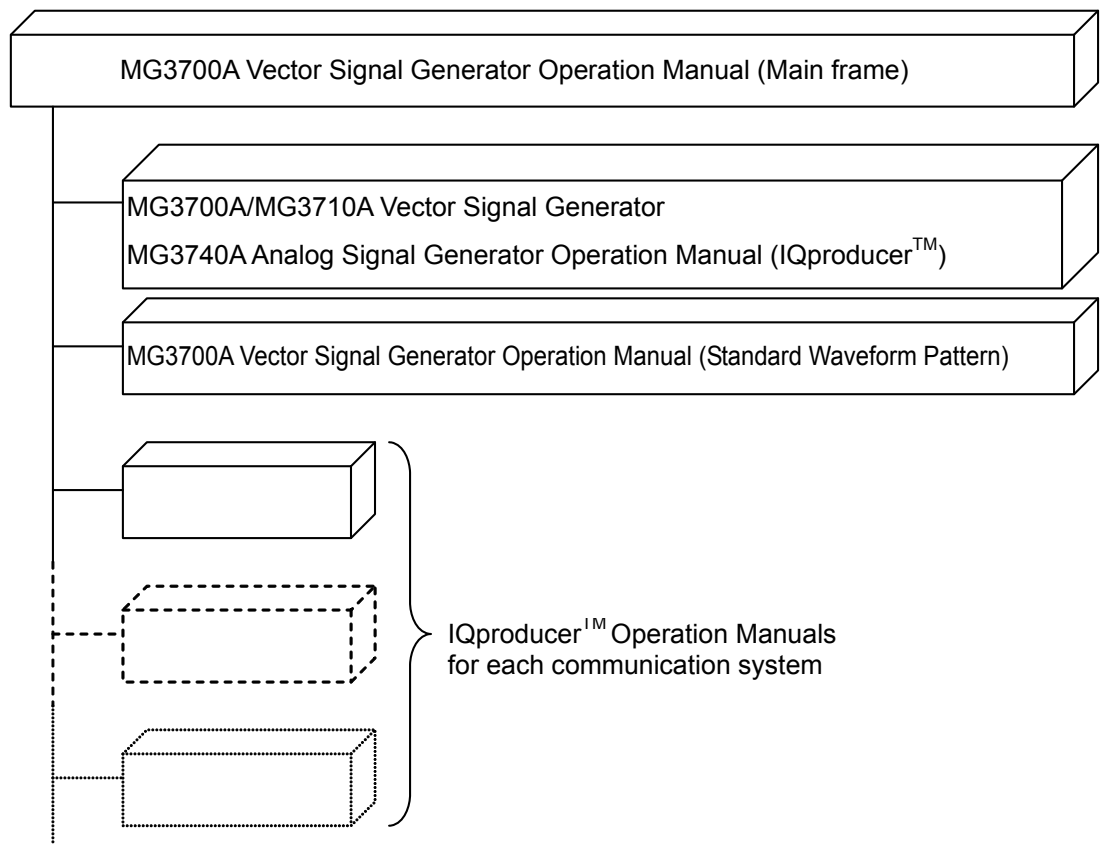 MG3700A Vector Signal Generator Operation Manual (Main frame)
MG3700A/MG3710A Vector Signal Generator
MG3740A Analog Signal Generator Operation Manual (IQproducer™)
MG3700A Vector Signal Generator Operation Manual (Standard Waveform Pattern)
IQproducer™ Operation Manuals
for each communication system